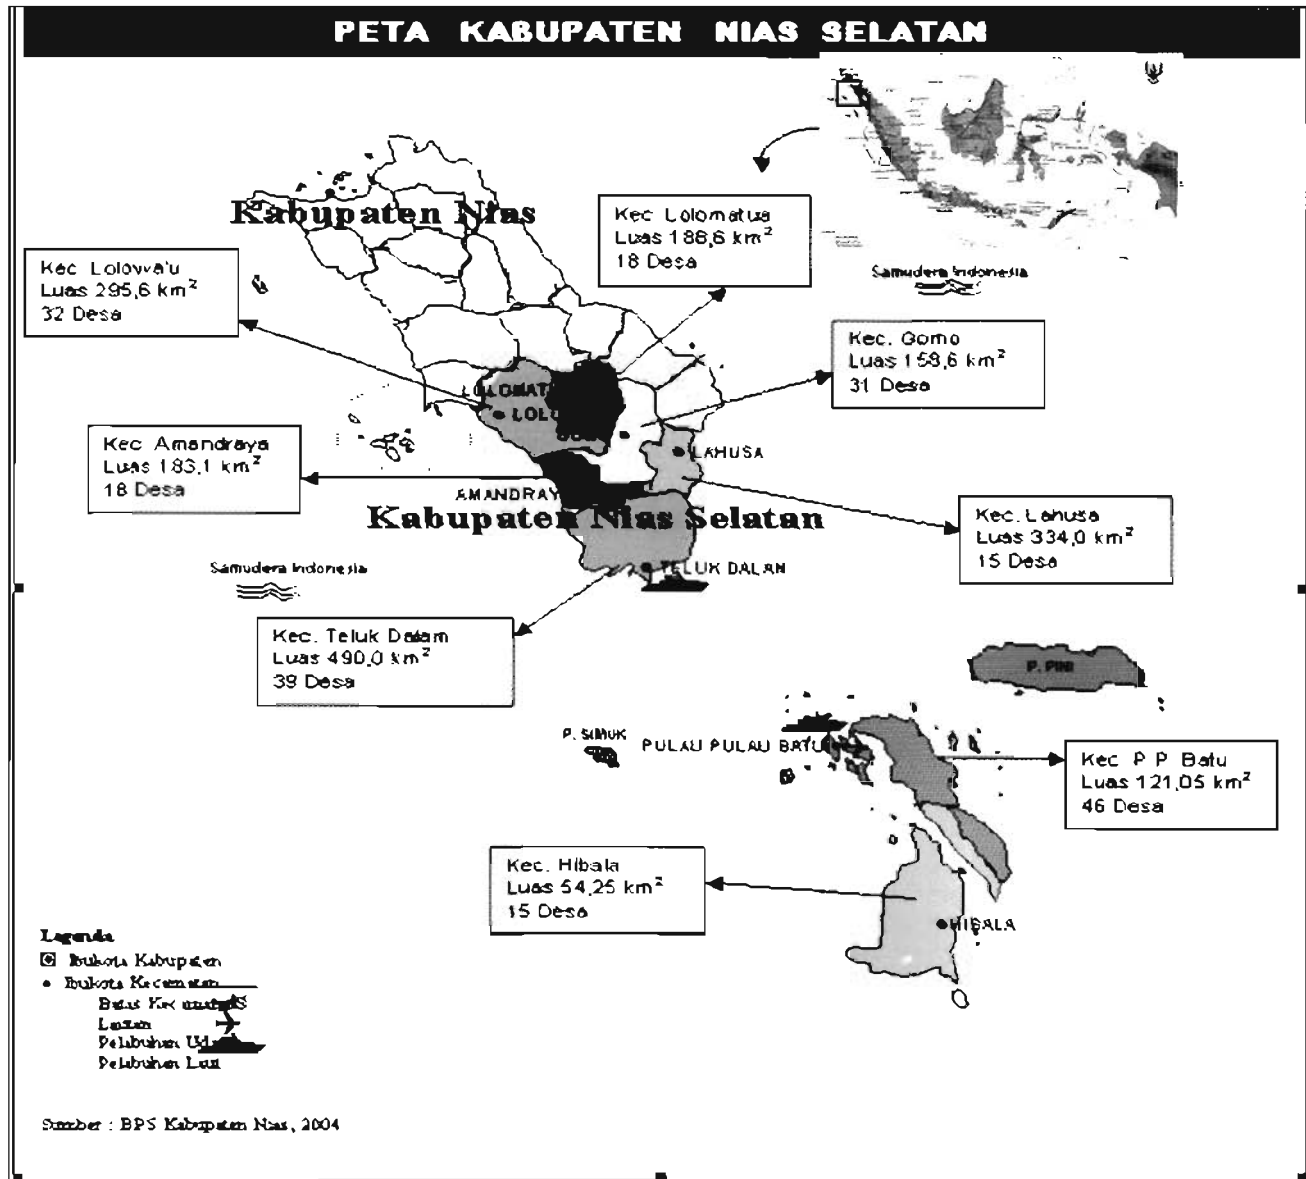 PETA KABUPATEN NIAS SELATAN
Kabupaten Nias
Kec Lolomatua
Luas 186,6 km²
18 Desa
Samudera Indonesia
Kec Lolowa'u
Luas 295,6 km²
32 Desa
Kec. Gomo
Luas 158,6 km²
31 Desa
LAHUSA
Kec Amandraya
Luas 183,1 km²
18 Desa
Kabupaten Nias Selatan
Kec. Lahusa
Luas 334,0 km²
15 Desa
Samudera Indonesia
TELUK DALAN
Kec. Teluk Dalam
Luas 490,0 km²
39 Desa
P. PINI
P. SIMUK
PULAU PULAU BATU
Kec P P Batu
Luas 121,05 km²
46 Desa
Kec. Hibala
Luas 54,25 km²
15 Desa
HIBALA
Legenda
Ibukota Kabupaten
Ibukota Kecamatan
Batas Kecamatan
Lautan
Pelabuhan Uda
Pelabuhan Laut
Sumber : BPS Kabupaten Nias, 2004